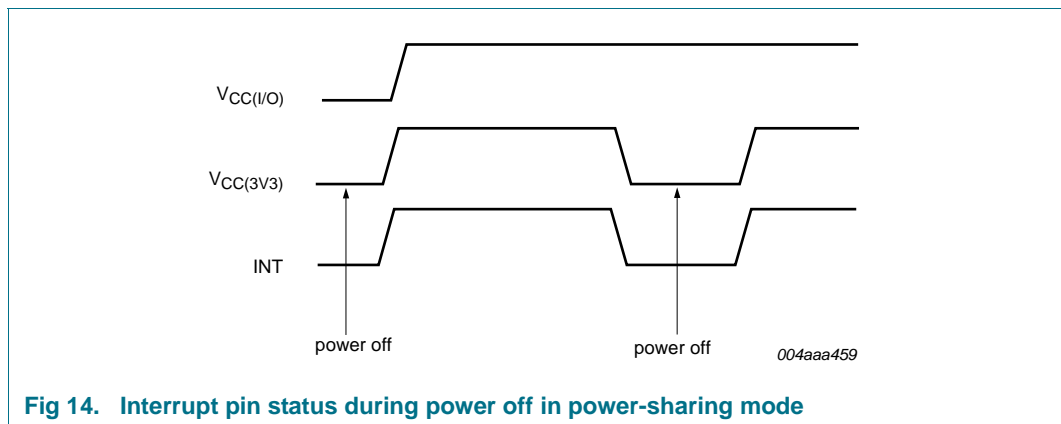 VCC(I/O)
VCC(3V3)
INT
power off
power off
004aaa459
Fig 14. Interrupt pin status during power off in power-sharing mode